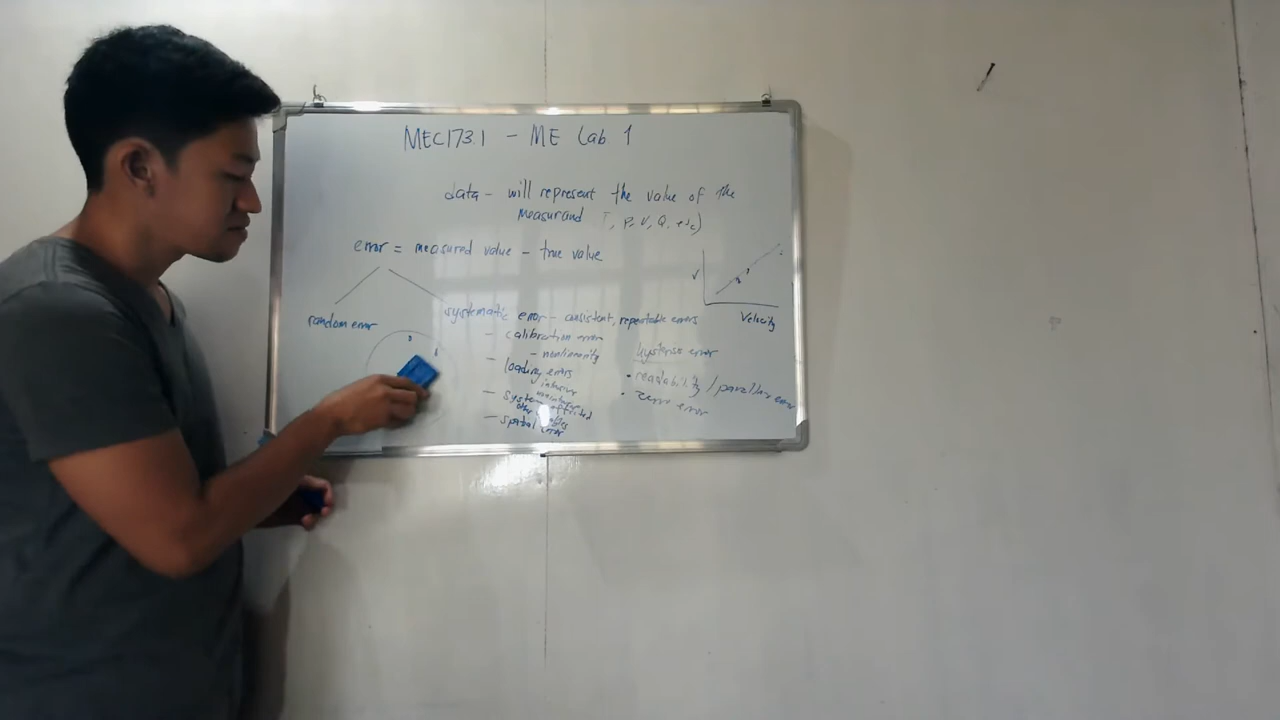 MEC173.1 - ME Lab 1
data - will represent the value of the
measurand T, P, V, Q, etc)
error = measured value - true value
random error
systematic error - consistent, repeatable errors
- calibration error
- nonlinearity
- loading errors
- system
- spatial error
V
Velocity
hysterisis error
• readability / parallax error
• zero error